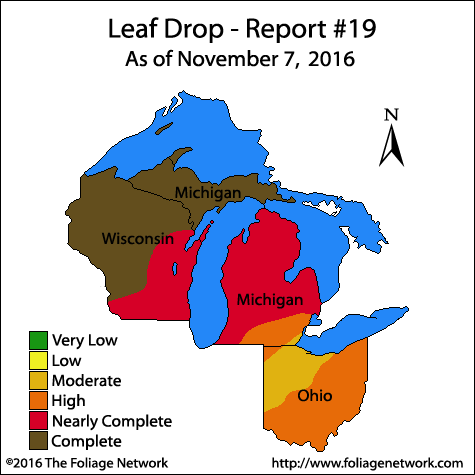 Leaf Drop - Report #19
As of November 7, 2016
N
Michigan
Wisconsin
Michigan
Ohio
Very Low
Low
Moderate
High
Nearly Complete
Complete
©2016 The Foliage Network
http://www.foliagenetwork.com